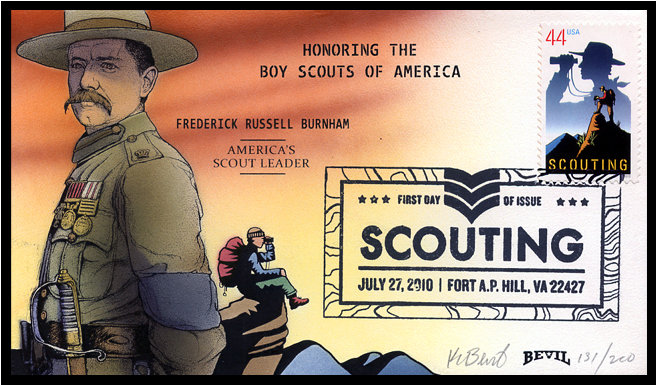 HONORING THE
BOY SCOUTS OF AMERICA
FREDERICK RUSSELL BURNHAM
AMERICA'S
SCOUT LEADER
44 USA
SCOUTING
FIRST DAY OF ISSUE
SCOUTING
JULY 27, 2010 | FORT A.P. HILL, VA 22427
BEVIL 131/200